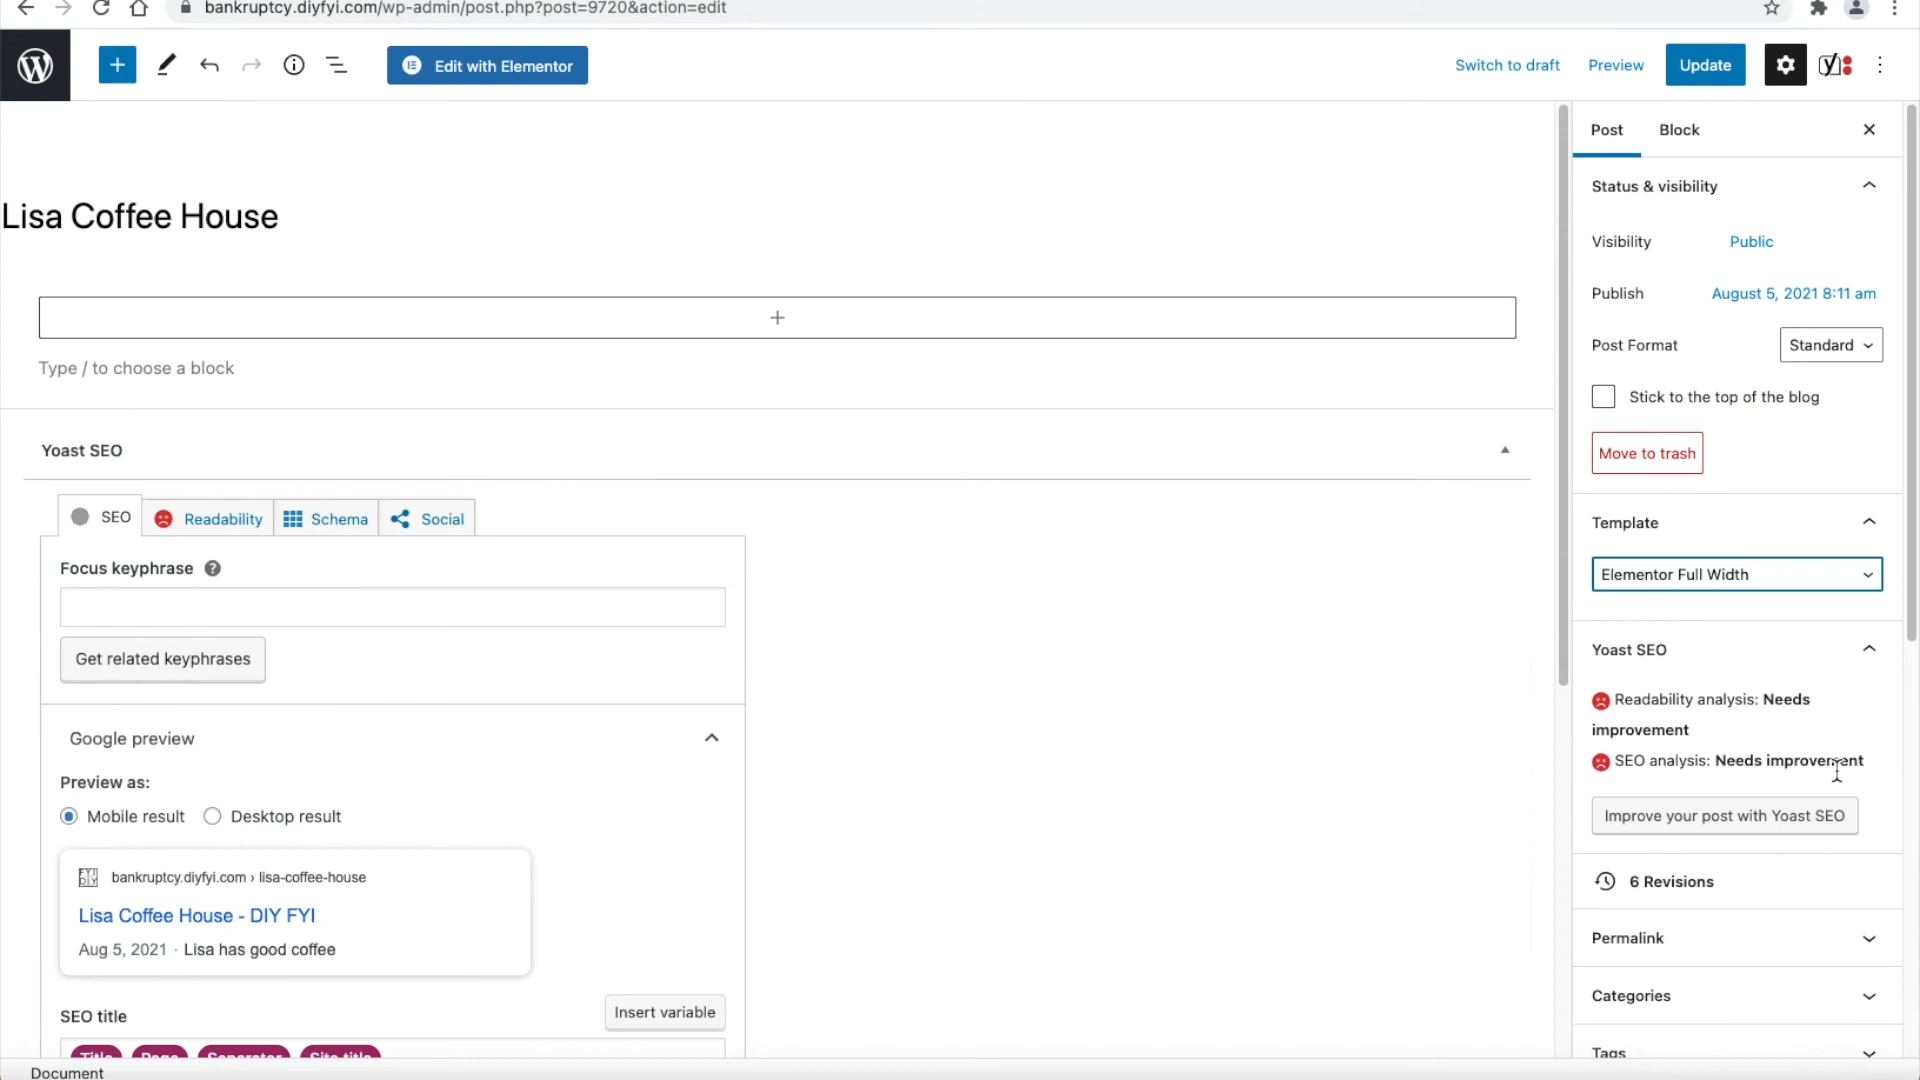 bankruptcy.diyfyi.com/wp-admin/post.php?post=9720&action=edit
Edit with Elementor
Switch to draft
Preview
Update
Lisa Coffee House
Type / to choose a block
Yoast SEO
SEO
Readability
Schema
Social
Focus keyphrase
Get related keyphrases
Google preview
Preview as:
Mobile result
Desktop result
bankruptcy.diyfyi.com › lisa-coffee-house
Lisa Coffee House - DIY FYI
Aug 5, 2021 · Lisa has good coffee
SEO title
Insert variable
Title
Page
Separator
Site title
Document
Post
Block
Status & visibility
Visibility
Public
Publish
August 5, 2021 8:11 am
Post Format
Standard
Stick to the top of the blog
Move to trash
Template
Elementor Full Width
Yoast SEO
Readability analysis: Needs
improvement
SEO analysis: Needs improvement
Improve your post with Yoast SEO
6 Revisions
Permalink
Categories
Tags